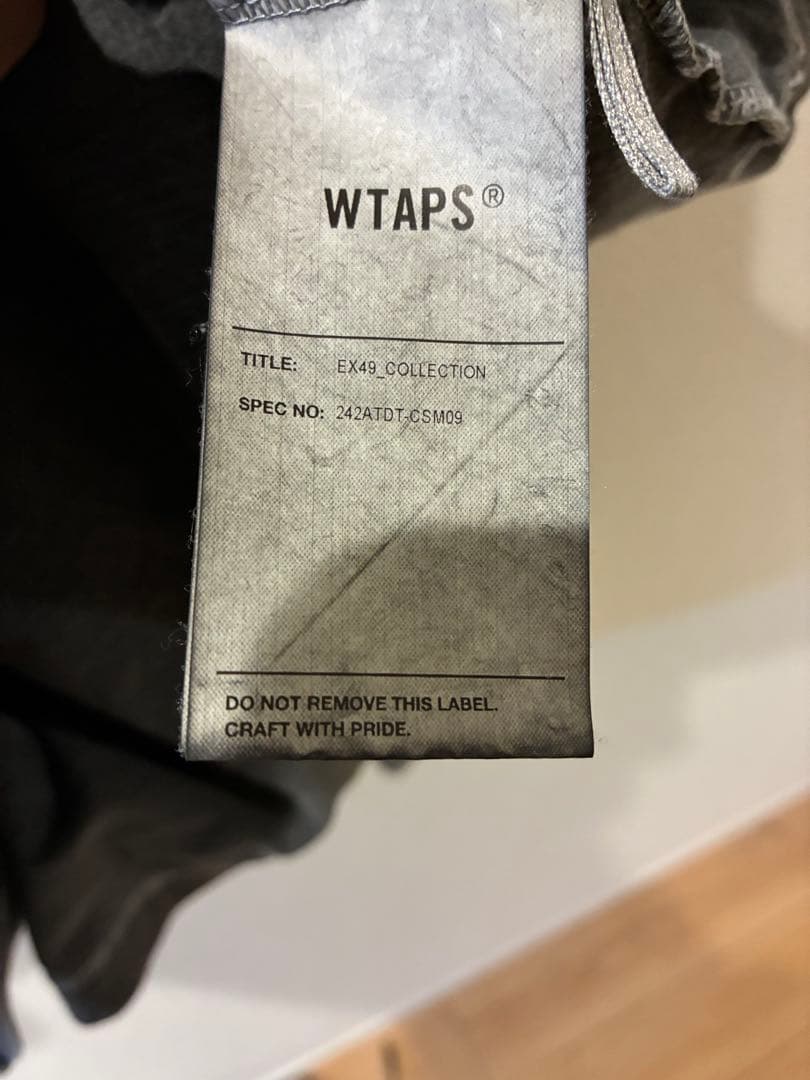 WTAPS®
TITLE: EX49_COLLECTION
SPEC NO: 242ATDT-CSM09
DO NOT REMOVE THIS LABEL.
CRAFT WITH PRIDE.